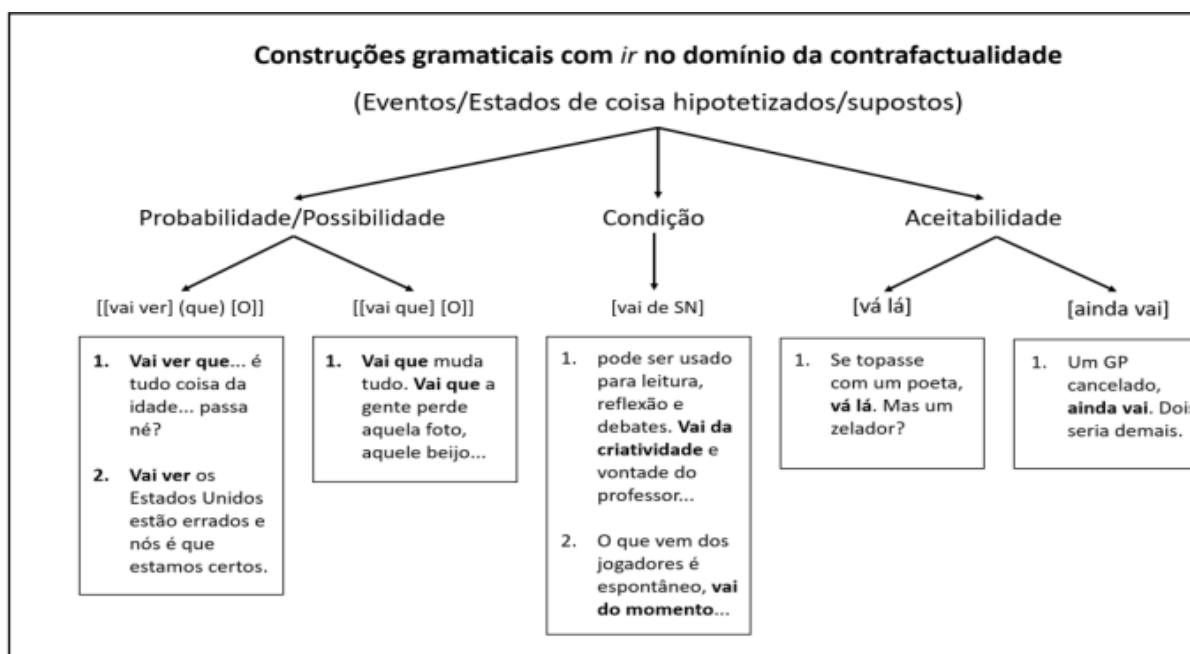 Construções gramaticais com ir no domínio da contrafactualidade
(Eventos/Estados de coisa hipotetizados/supostos)
Probabilidade/Possibilidade
Condição
Aceitabilidade
[[vai ver] (que) [O]]
[[vai que] [O]]
[vai de SN]
[vá lá]
[ainda vai]
1. Vai ver que... é
tudo coisa da
idade... passa
né?
2. Vai ver os
Estados Unidos
estão errados e
nós é que
estamos certos.
1. Vai que muda
tudo. Vai que a
gente perde
aquela foto,
aquele beijo...
1. pode ser usado
para leitura,
reflexão e
debates. Vai da
criatividade e
vontade do
professor...
2. O que vem dos
jogadores é
espontâneo, vai
do momento...
1. Se topasse
com um poeta,
vá lá. Mas um
zelador?
1. Um GP
cancelado,
ainda vai. Dois
seria demais.